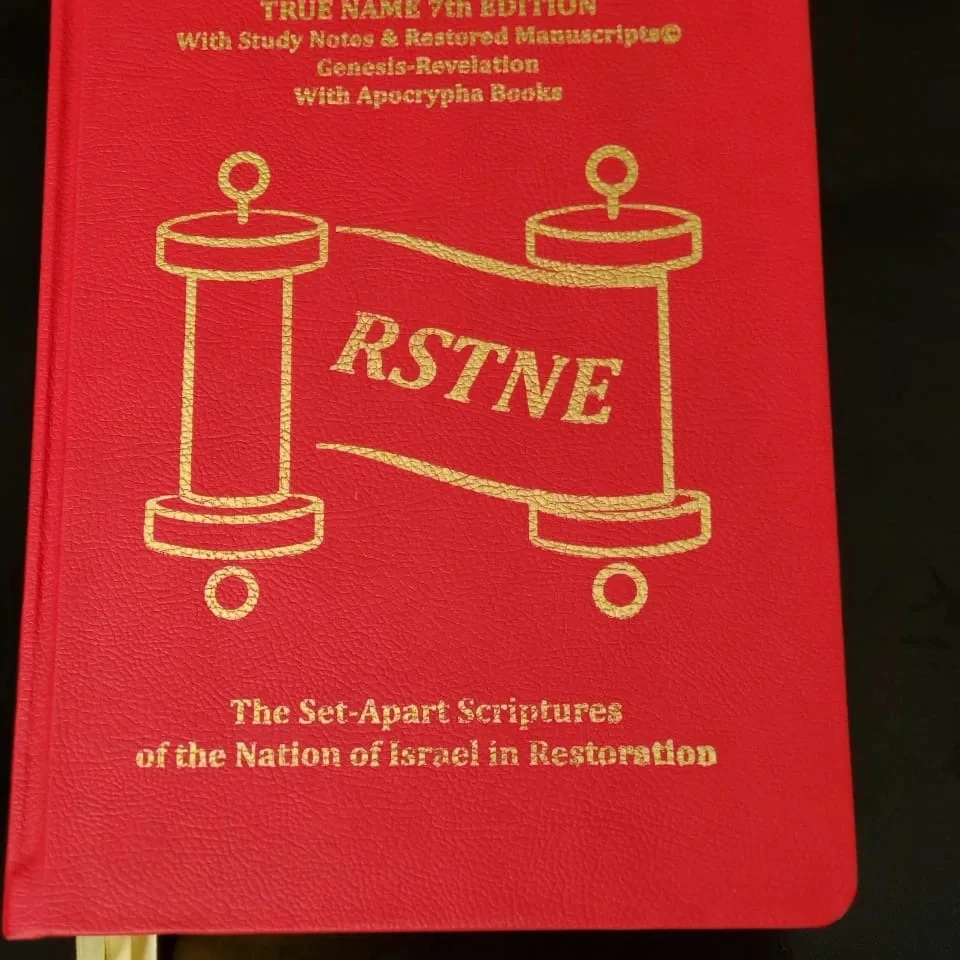 TRUE NAME 7th EDITION
With Study Notes & Restored Manuscripts©
Genesis-Revelation
With Apocrypha Books
RSTNE
The Set-Apart Scriptures
of the Nation of Israel in Restoration